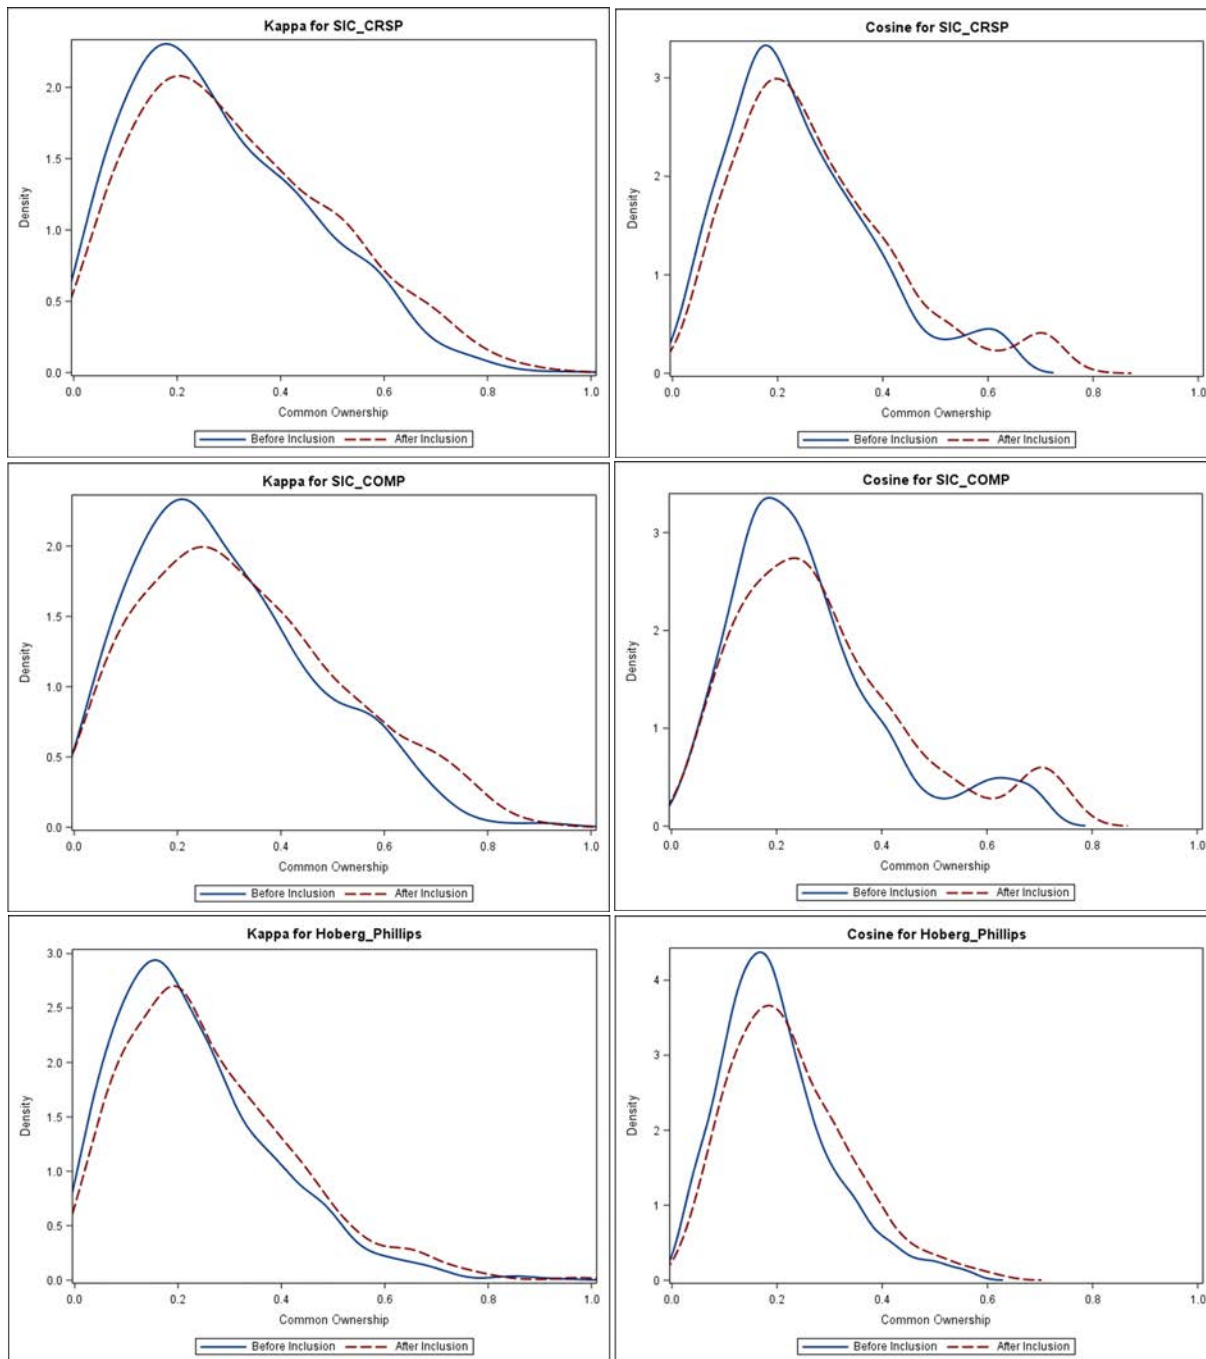 Kappa for SIC_CRSP
2.0
1.5
1.0
0.5
0.0
Density
0.0 0.2 0.4 0.6 0.8 1.0
Common Ownership
Before Inclusion After Inclusion
Cosine for SIC_CRSP
3
2
1
0
Density
0.0 0.2 0.4 0.6 0.8 1.0
Common Ownership
Before Inclusion After Inclusion
Kappa for SIC_COMP
2.0
1.5
1.0
0.5
0.0
Density
0.0 0.2 0.4 0.6 0.8 1.0
Common Ownership
Before Inclusion After Inclusion
Cosine for SIC_COMP
3
2
1
0
Density
0.0 0.2 0.4 0.6 0.8 1.0
Common Ownership
Before Inclusion After Inclusion
Kappa for Hoberg_Phillips
3.0
2.5
2.0
1.5
1.0
0.5
0.0
Density
0.0 0.2 0.4 0.6 0.8 1.0
Common Ownership
Before Inclusion After Inclusion
Cosine for Hoberg_Phillips
4
3
2
1
0
Density
0.0 0.2 0.4 0.6 0.8 1.0
Common Ownership
Before Inclusion After Inclusion